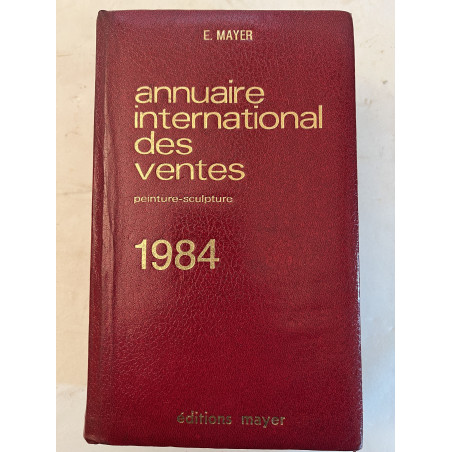 E. MAYER
annuaire
international
des
ventes
peinture-sculpture
1984
éditions mayer